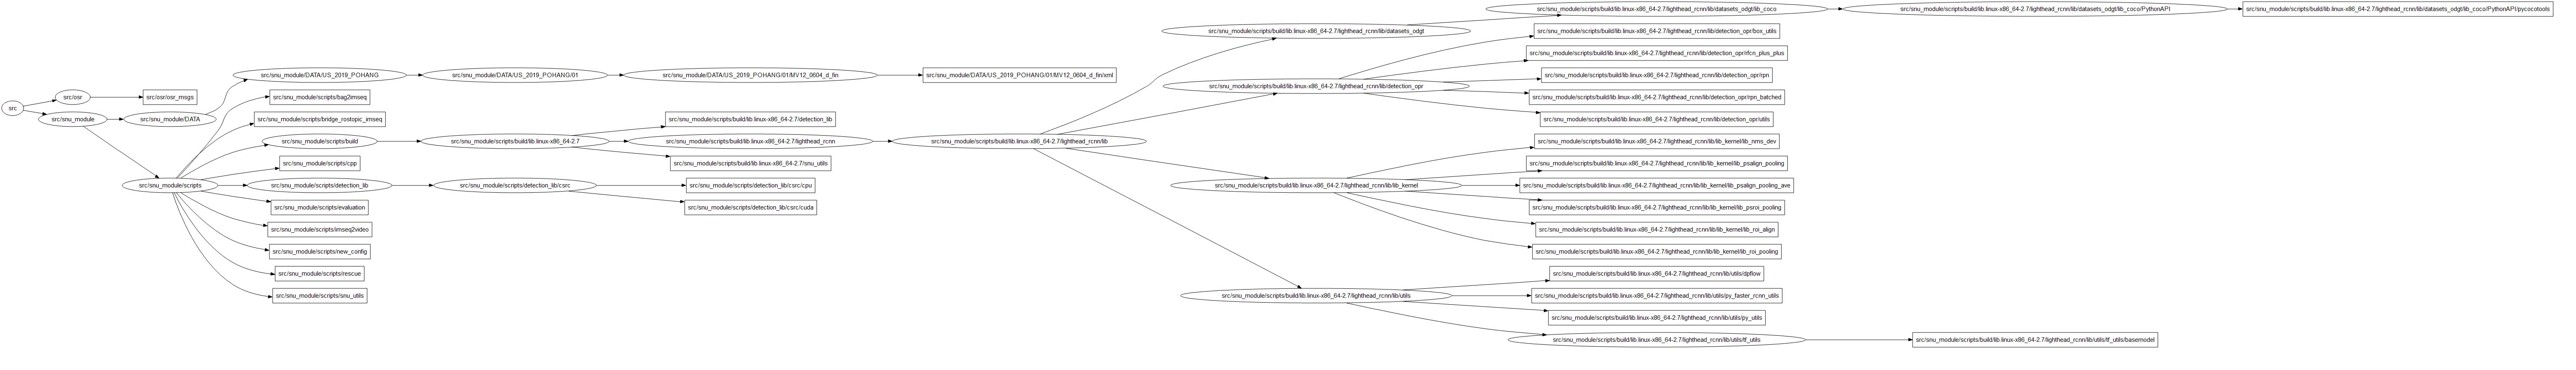 src/snu_module/scripts/build/lib.linux-x86_64-2.7/lighthead_rcnn/lib/datasets_odgt/lib_coco
src/snu_module/scripts/build/lib.linux-x86_64-2.7/lighthead_rcnn/lib/datasets_odgt/lib_coco/PythonAPI
src/snu_module/scripts/build/lib.linux-x86_64-2.7/lighthead_rcnn/lib/datasets_odgt/lib_coco/PythonAPI/pycocotools
src/snu_module/scripts/build/lib.linux-x86_64-2.7/lighthead_rcnn/lib/datasets_odgt
src/snu_module/scripts/build/lib.linux-x86_64-2.7/lighthead_rcnn/lib/detection_opr/box_utils
src/snu_module/scripts/build/lib.linux-x86_64-2.7/lighthead_rcnn/lib/detection_opr/rfcn_plus_plus
src/snu_module/DATA/US_2019_POHANG
src/snu_module/DATA/US_2019_POHANG/01
src/snu_module/DATA/US_2019_POHANG/01/MV12_0604_d_fin
src/snu_module/DATA/US_2019_POHANG/01/MV12_0604_d_fin/xml
src/snu_module/scripts/build/lib.linux-x86_64-2.7/lighthead_rcnn/lib/detection_opr/rpn
src/snu_module/scripts/build/lib.linux-x86_64-2.7/lighthead_rcnn/lib/detection_opr
src/osr
src/osr/osr_msgs
src/snu_module/scripts/bag2imseq
src/snu_module/scripts/build/lib.linux-x86_64-2.7/lighthead_rcnn/lib/detection_opr/rpn_batched
src
src/snu_module
src/snu_module/DATA
src/snu_module/scripts/bridge_rostopic_imseq
src/snu_module/scripts/build/lib.linux-x86_64-2.7/detection_lib
src/snu_module/scripts/build/lib.linux-x86_64-2.7/lighthead_rcnn/lib/detection_opr/utils
src/snu_module/scripts/build
src/snu_module/scripts/build/lib.linux-x86_64-2.7
src/snu_module/scripts/build/lib.linux-x86_64-2.7/lighthead_rcnn
src/snu_module/scripts/build/lib.linux-x86_64-2.7/lighthead_rcnn/lib
src/snu_module/scripts/build/lib.linux-x86_64-2.7/lighthead_rcnn/lib/lib_kernel/lib_nms_dev
src/snu_module/scripts/cpp
src/snu_module/scripts/build/lib.linux-x86_64-2.7/snu_utils
src/snu_module/scripts/build/lib.linux-x86_64-2.7/lighthead_rcnn/lib/lib_kernel/lib_psalign_pooling
src/snu_module/scripts
src/snu_module/scripts/detection_lib
src/snu_module/scripts/detection_lib/csrc
src/snu_module/scripts/detection_lib/csrc/cpu
src/snu_module/scripts/build/lib.linux-x86_64-2.7/lighthead_rcnn/lib/lib_kernel
src/snu_module/scripts/build/lib.linux-x86_64-2.7/lighthead_rcnn/lib/lib_kernel/lib_psalign_pooling_ave
src/snu_module/scripts/evaluation
src/snu_module/scripts/detection_lib/csrc/cuda
src/snu_module/scripts/build/lib.linux-x86_64-2.7/lighthead_rcnn/lib/lib_kernel/lib_psroi_pooling
src/snu_module/scripts/imseq2video
src/snu_module/scripts/build/lib.linux-x86_64-2.7/lighthead_rcnn/lib/lib_kernel/lib_roi_align
src/snu_module/scripts/new_config
src/snu_module/scripts/build/lib.linux-x86_64-2.7/lighthead_rcnn/lib/lib_kernel/lib_roi_pooling
src/snu_module/scripts/rescue
src/snu_module/scripts/build/lib.linux-x86_64-2.7/lighthead_rcnn/lib/utils/dpflow
src/snu_module/scripts/snu_utils
src/snu_module/scripts/build/lib.linux-x86_64-2.7/lighthead_rcnn/lib/utils
src/snu_module/scripts/build/lib.linux-x86_64-2.7/lighthead_rcnn/lib/utils/py_faster_rcnn_utils
src/snu_module/scripts/build/lib.linux-x86_64-2.7/lighthead_rcnn/lib/utils/py_utils
src/snu_module/scripts/build/lib.linux-x86_64-2.7/lighthead_rcnn/lib/utils/tf_utils
src/snu_module/scripts/build/lib.linux-x86_64-2.7/lighthead_rcnn/lib/utils/tf_utils/basemodel